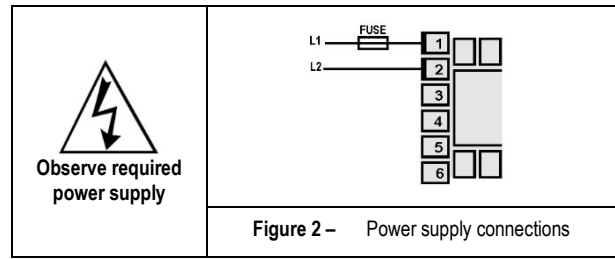 Observe required
power supply
FUSE
L1
L2
1
2
3
4
5
6
Figure 2 – Power supply connections